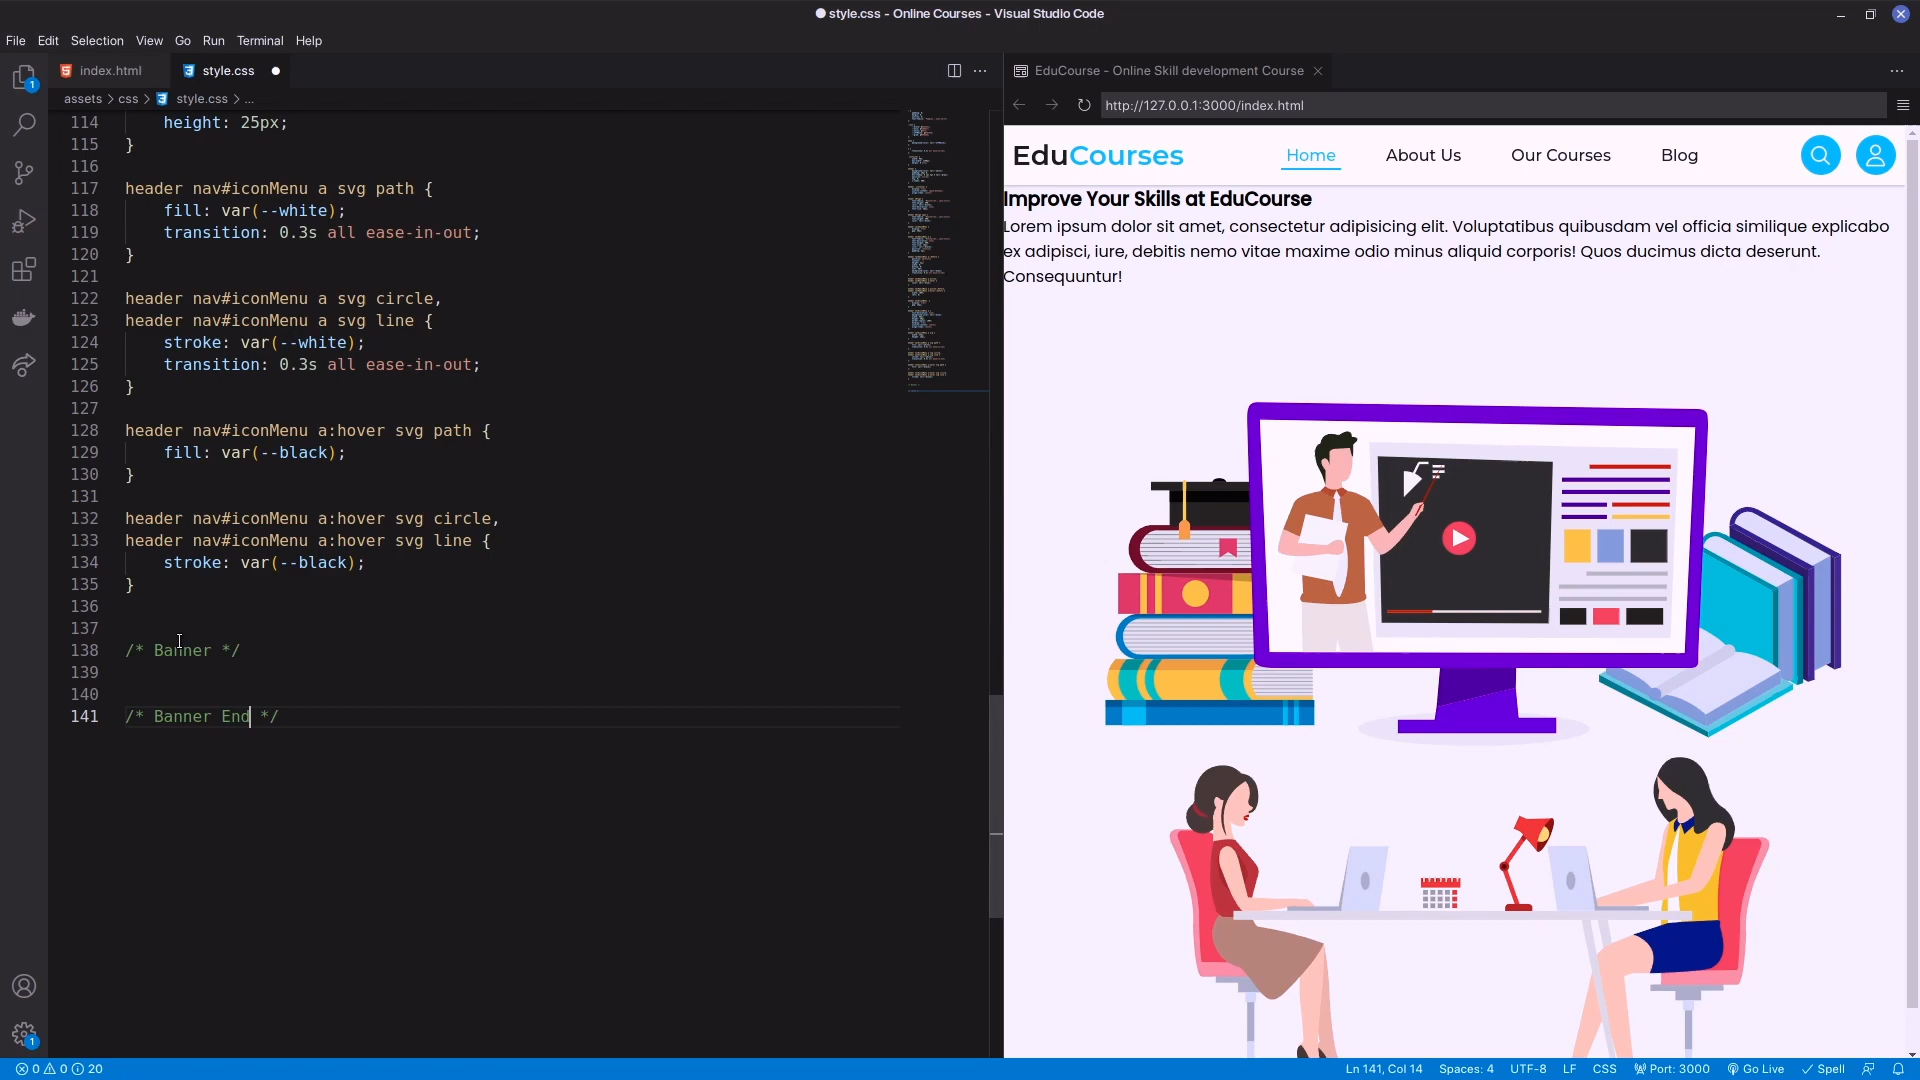 style.css - Online Courses - Visual Studio Code
File Edit Selection View Go Run Terminal Help
index.html style.css
EduCourse - Online Skill development Course
assets > css > style.css > ...
http://127.0.0.1:3000/index.html
114 height: 25px;
115 }
116
117 header nav#iconMenu a svg path {
118 fill: var(--white);
119 transition: 0.3s all ease-in-out;
120 }
121
122 header nav#iconMenu a svg circle,
123 header nav#iconMenu a svg line {
124 stroke: var(--white);
125 transition: 0.3s all ease-in-out;
126 }
127
128 header nav#iconMenu a:hover svg path {
129 fill: var(--black);
130 }
131
132 header nav#iconMenu a:hover svg circle,
133 header nav#iconMenu a:hover svg line {
134 stroke: var(--black);
135 }
136
137
138 /* Banner */
139
140
141 /* Banner End */
EduCourses Home About Us Our Courses Blog
Improve Your Skills at EduCourse
Lorem ipsum dolor sit amet, consectetur adipisicing elit. Voluptatibus quibusdam vel officia similique explicabo
ex adipisci, iure, debitis nemo vitae maxime odio minus aliquid corporis! Quos ducimus dicta deserunt.
Consequuntur!
1
1
0 0 20
Ln 141, Col 14 Spaces: 4 UTF-8 LF CSS Port: 3000 Go Live Spell